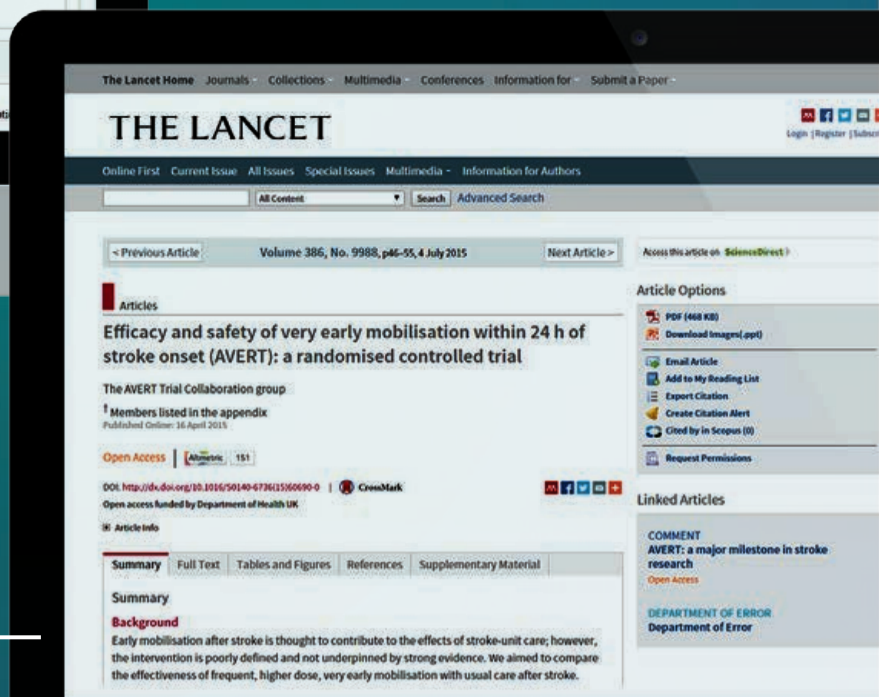 The Lancet Home Journals Collections Multimedia Conferences Information for Submit a Paper
THE LANCET
Login | Register |
Online First Current Issue All Issues Special Issues Multimedia Information for Authors
All Content Search Advanced Search
< Previous Article Volume 386, No. 9988, p46–55, 4 July 2015 Next Article >
Access this article on ScienceDirect
Articles
Efficacy and safety of very early mobilisation within 24 h of
stroke onset (AVERT): a randomised controlled trial
The AVERT Trial Collaboration group
† Members listed in the appendix
Published Online: 16 April 2015
Open Access | Altmetric 151
DOI: http://dx.doi.org/10.1016/S0140-6736(15)60690-0 | CrossMark
Open access funded by Department of Health UK
Article Info
Summary Full Text Tables and Figures References Supplementary Material
Summary
Background
Early mobilisation after stroke is thought to contribute to the effects of stroke-unit care; however,
the intervention is poorly defined and not underpinned by strong evidence. We aimed to compare
the effectiveness of frequent, higher dose, very early mobilisation with usual care after stroke.
Article Options
PDF (468 KB)
Download Images(.ppt)
Email Article
Add to My Reading List
Export Citation
Create Citation Alert
Cited by in Scopus (0)
Request Permissions
Linked Articles
COMMENT
AVERT: a major milestone in stroke
research
Open Access
DEPARTMENT OF ERROR
Department of Error